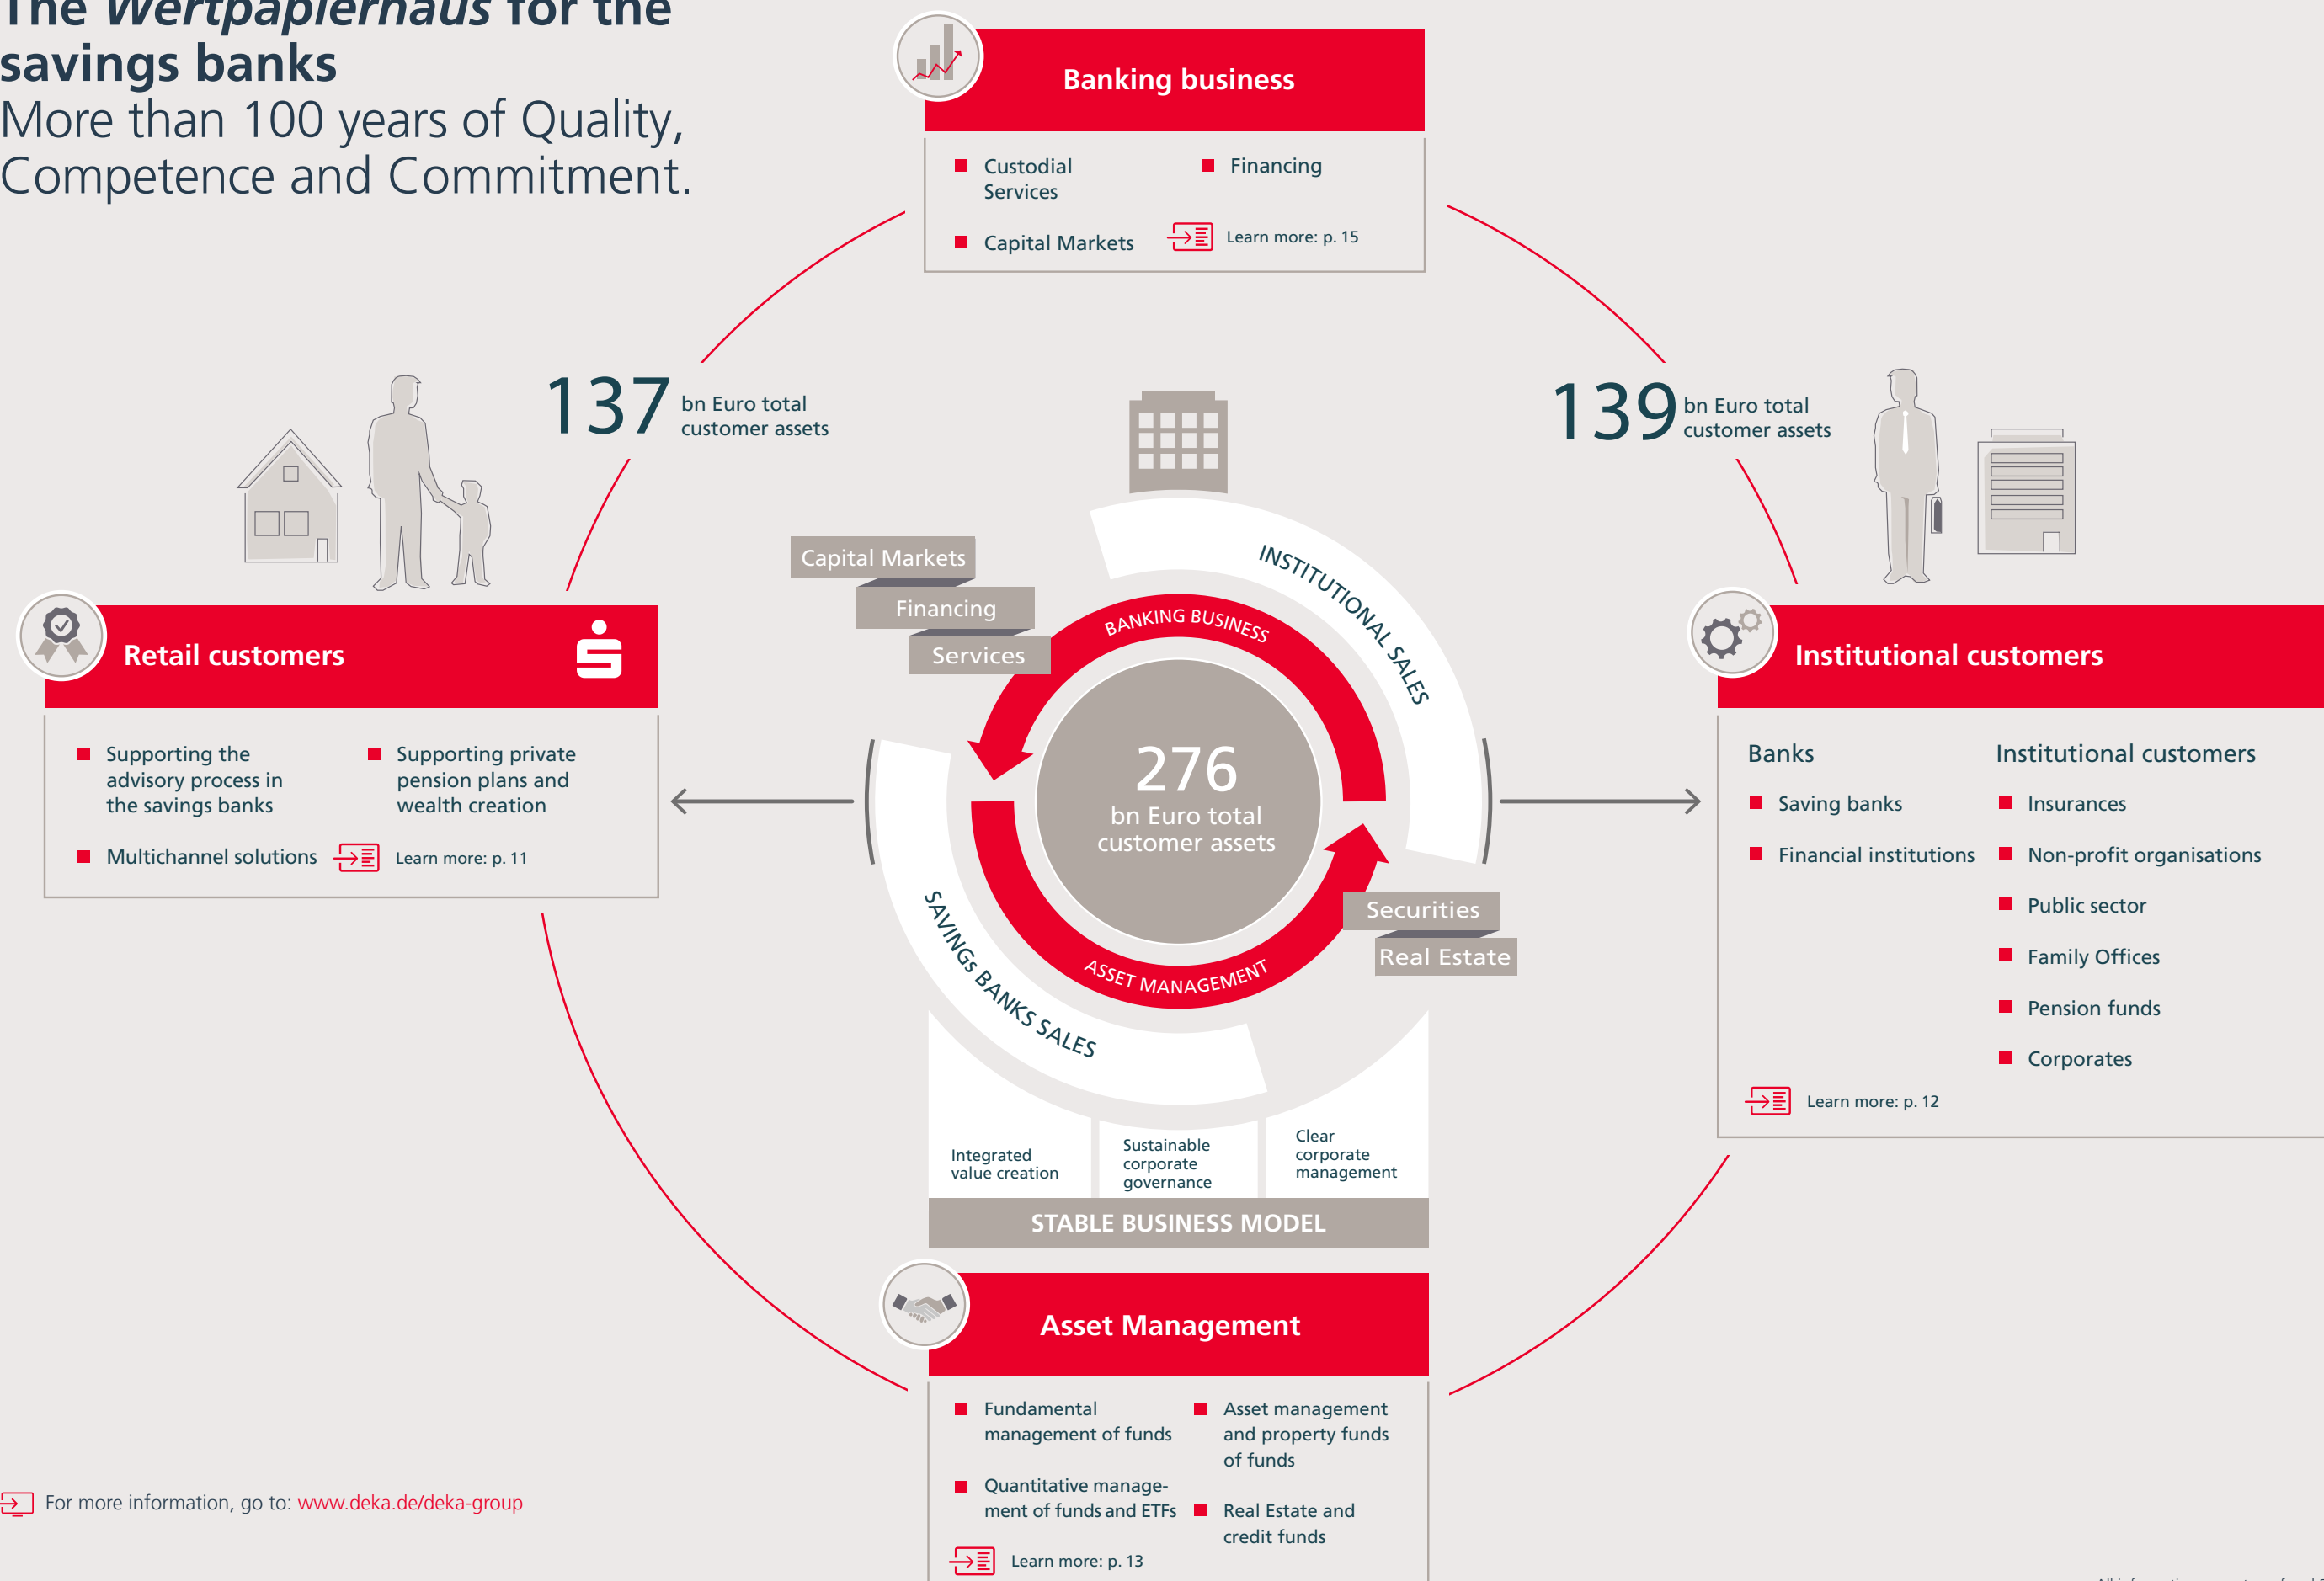 The Wertpapierhaus for the
savings banks
More than 100 years of Quality,
Competence and Commitment.
Banking business
Custodial
Services
Capital Markets
Financing
Learn more: p. 15
137
bn Euro total
customer assets
139
bn Euro total
customer assets
Retail customers
Supporting the
advisory process in
the savings banks
Multichannel solutions
Supporting private
pension plans and
wealth creation
Learn more: p. 11
Capital Markets
Financing
Services
INSTITUTIONAL SALES
BANKING BUSINESS
276
bn Euro total
customer assets
ASSET MANAGEMENT
SAVINGs BANKS SALES
Securities
Real Estate
Integrated
value creation
Sustainable
corporate
governance
Clear
corporate
management
STABLE BUSINESS MODEL
Institutional customers
Banks
Saving banks
Financial institutions
Institutional customers
Insurances
Non-profit organisations
Public sector
Family Offices
Pension funds
Corporates
Learn more: p. 12
Asset Management
Fundamental
management of funds
Quantitative manage-
ment of funds and ETFs
Asset management
and property funds
of funds
Real Estate and
credit funds
Learn more: p. 13
For more information, go to: www.deka.de/deka-group